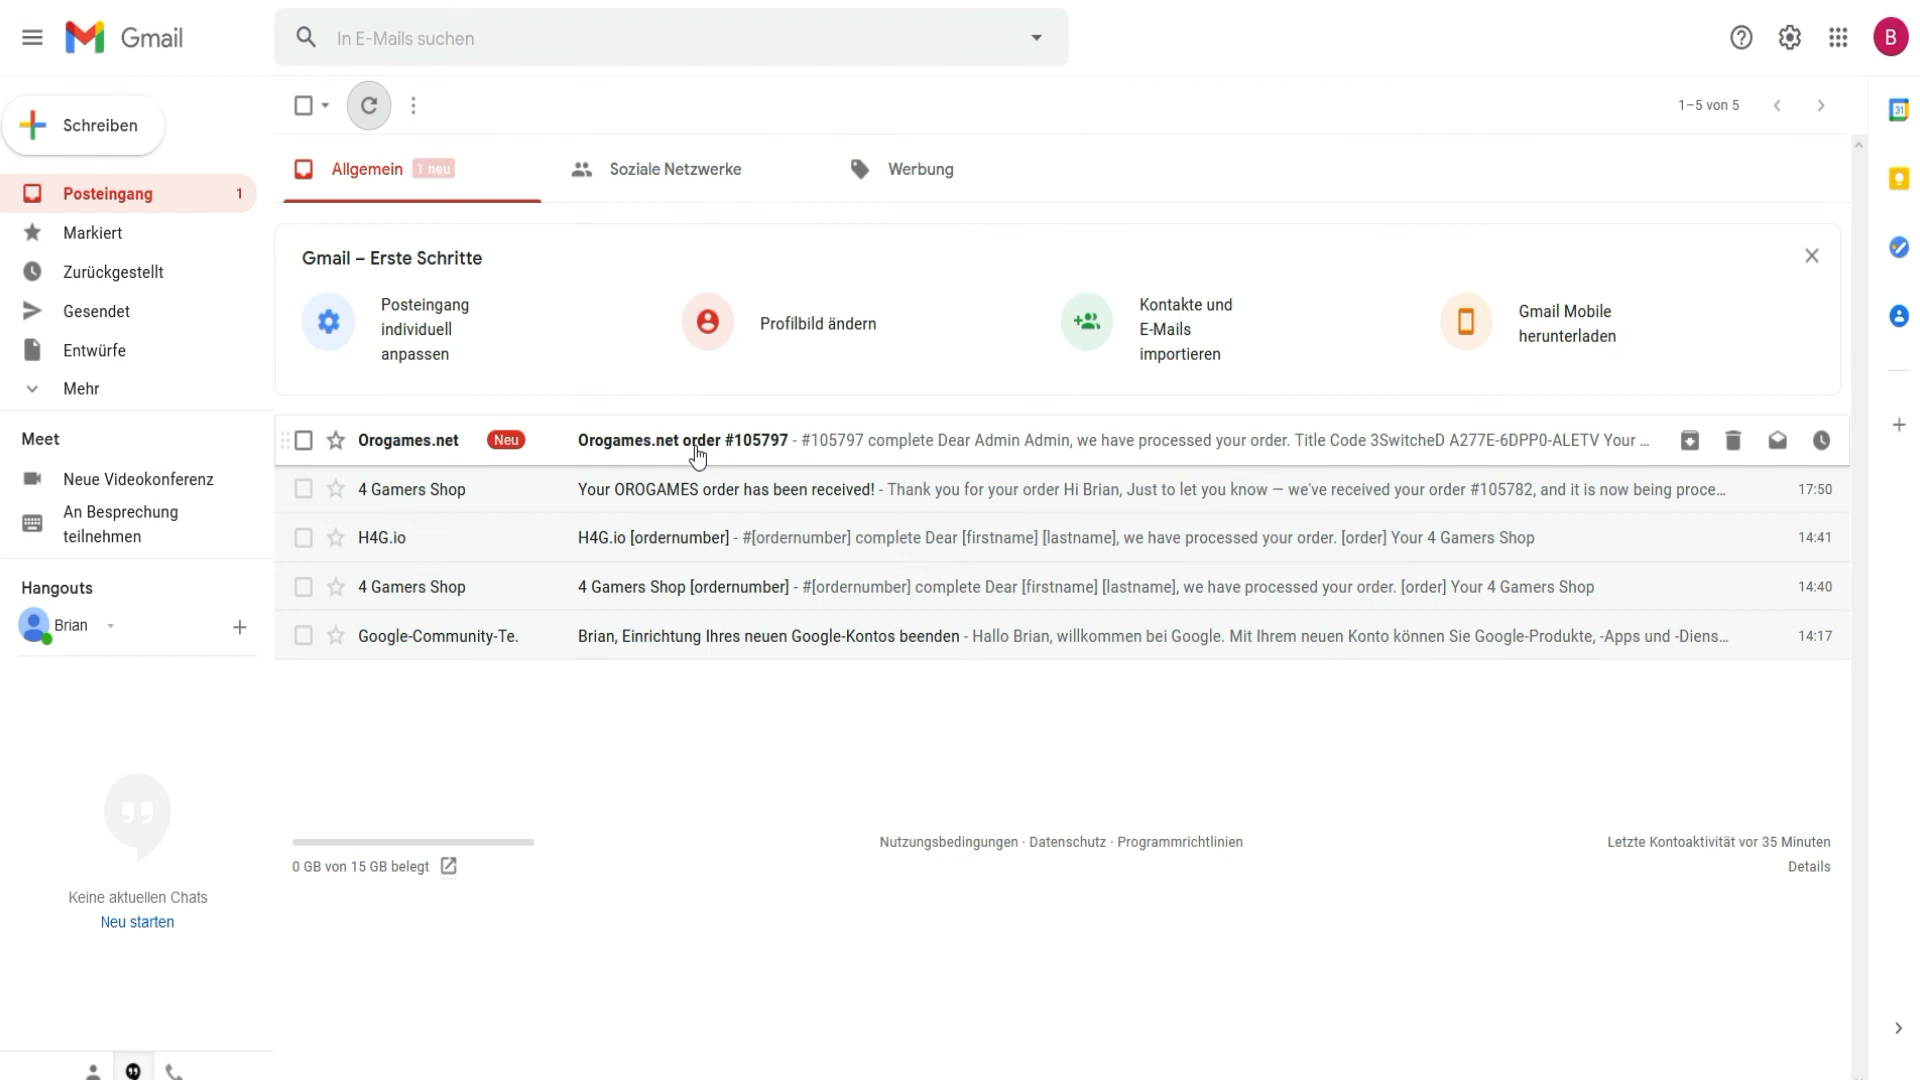 Gmail
In E-Mails suchen
B
Schreiben
1–5 von 5
31
Allgemein 1 neu
Soziale Netzwerke
Werbung
Posteingang 1
Markiert
Zurückgestellt
Gesendet
Entwürfe
Mehr
Gmail – Erste Schritte
Posteingang
individuell
anpassen
Profilbild ändern
Kontakte und
E-Mails
importieren
Gmail Mobile
herunterladen
Orogames.net Neu Orogames.net order #105797 - #105797 complete Dear Admin Admin, we have processed your order. Title Code 3SwitcheD A277E-6DPP0-ALETV Your ...
4 Gamers Shop Your OROGAMES order has been received! - Thank you for your order Hi Brian, Just to let you know — we've received your order #105782, and it is now being proce... 17:50
H4G.io H4G.io [ordernumber] - #[ordernumber] complete Dear [firstname] [lastname], we have processed your order. [order] Your 4 Gamers Shop 14:41
4 Gamers Shop 4 Gamers Shop [ordernumber] - #[ordernumber] complete Dear [firstname] [lastname], we have processed your order. [order] Your 4 Gamers Shop 14:40
Google-Community-Te. Brian, Einrichtung Ihres neuen Google-Kontos beenden - Hallo Brian, willkommen bei Google. Mit Ihrem neuen Konto können Sie Google-Produkte, -Apps und -Diens... 14:17
Meet
Neue Videokonferenz
An Besprechung
teilnehmen
Hangouts
Brian
Keine aktuellen Chats
Neu starten
0 GB von 15 GB belegt
Nutzungsbedingungen · Datenschutz · Programmrichtlinien
Letzte Kontoaktivität vor 35 Minuten
Details